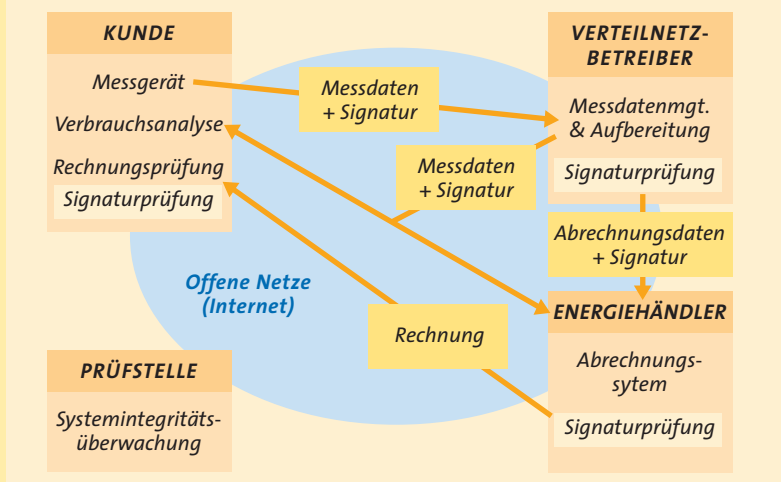 KUNDE
Messgerät
Verbrauchsanalyse
Rechnungsprüfung
Signaturprüfung
Messdaten
+ Signatur
VERTEILNETZ-
BETREIBER
Messdatenmgt.
& Aufbereitung
Signaturprüfung
Messdaten
+ Signatur
Abrechnungsdaten
+ Signatur
Offene Netze
(Internet)
Rechnung
ENERGIEHÄNDLER
Abrechnungs-
sytem
Signaturprüfung
PRÜFSTELLE
Systemintegritäts-
überwachung